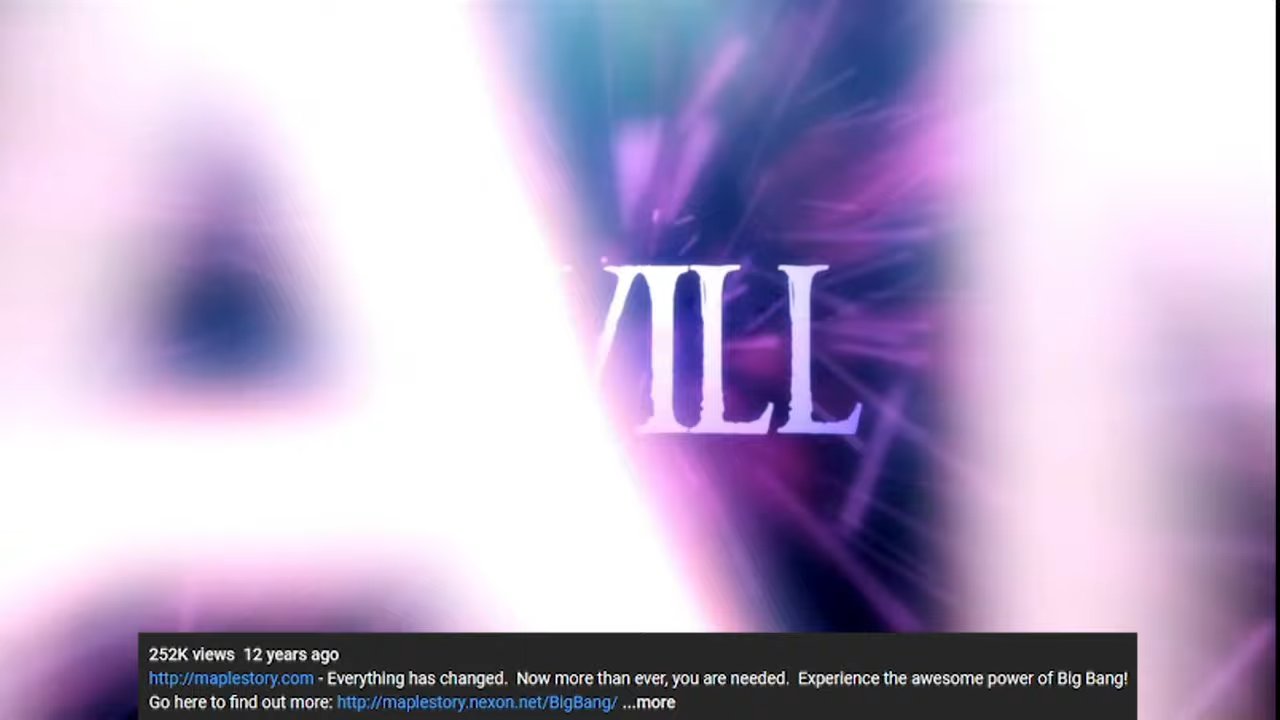 WILL
252K views  12 years ago
http://maplestory.com - Everything has changed.  Now more than ever, you are needed.  Experience the awesome power of Big Bang!
Go here to find out more: http://maplestory.nexon.net/BigBang/ ...more